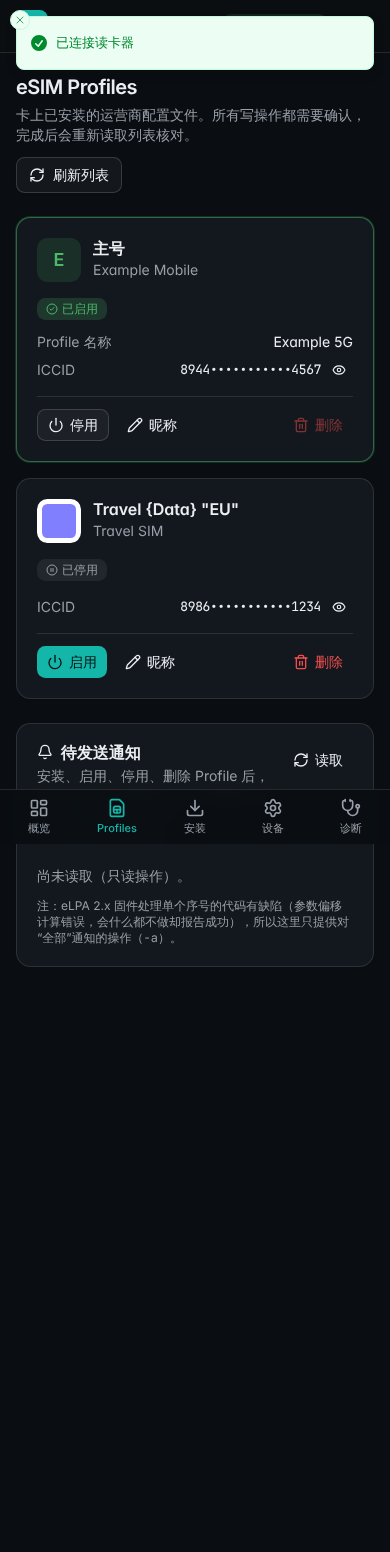 已连接读卡器
eSIM Profiles
卡上已安装的运营商配置文件。所有写操作都需要确认，
完成后会重新读取列表核对。
刷新列表
E
主号
Example Mobile
已启用
Profile 名称
Example 5G
ICCID
8944•••••••••••4567
停用
昵称
删除
Travel {Data} "EU"
Travel SIM
已停用
ICCID
8986•••••••••••1234
启用
昵称
删除
待发送通知
读取
安装、启用、停用、删除 Profile 后，
概览
Profiles
安装
设备
诊断
尚未读取（只读操作）。
注：eLPA 2.x 固件处理单个序号的代码有缺陷（参数偏移
计算错误，会什么都不做却报告成功），所以这里只提供对
“全部”通知的操作（-a）。